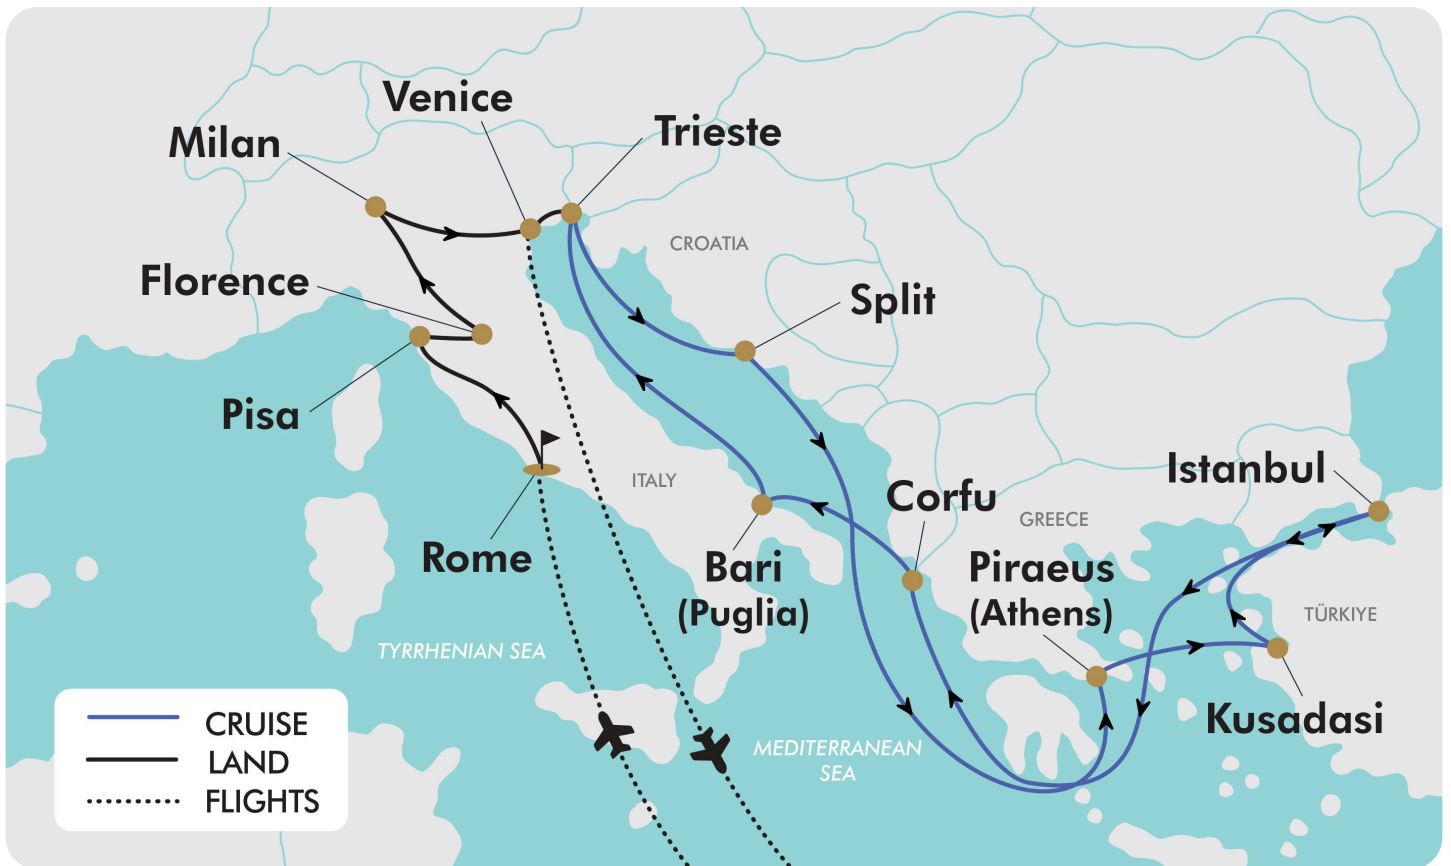 Venice
Trieste
Milan
CROATIA
Florence
Split
Pisa
ITALY
Istanbul
Corfu
GREECE
Rome
Bari
(Puglia)
Piraeus
(Athens)
TÜRKIYE
TYRRHENIAN SEA
Kusadasi
MEDITERRANEAN
SEA
CRUISE
LAND
FLIGHTS